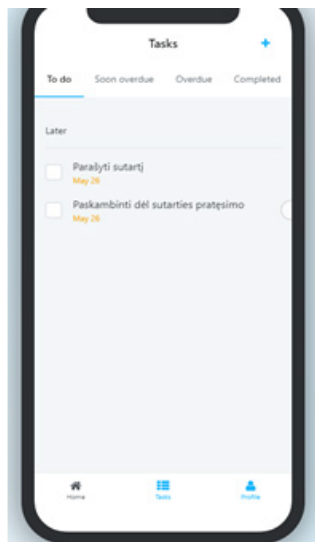 Tasks +
To do Soon overdue Overdue Completed
Later
Parašyti sutartį
May 26
Paskambinti dėl sutarties pratęsimo
May 26
Home Tasks Profile